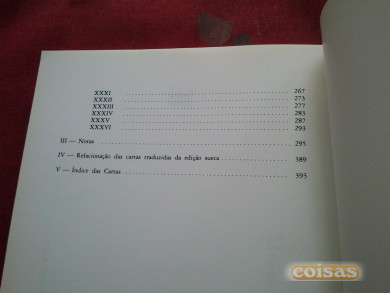 XXXI ........ 267
XXXII ........ 273
XXXIII ........ 277
XXXIV ........ 283
XXXV ........ 287
XXXVI ........ 293
III — Notas ........ 295
IV — Relacionação das cartas traduzidas da edição sueca ........ 389
V — Índice das Cartas ........ 393
coisas